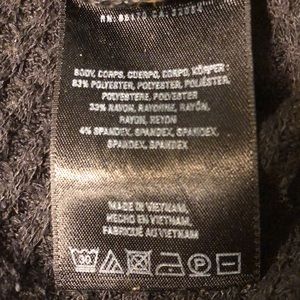 BODY, CORPS, CUERPO, CORPO, KÖRPER:
63% POLYESTER, POLYESTER, POLIÉSTER,
POLYESTERE, POLYESTER
33% RAYON, RAYONNE, RAYÓN,
RAYON, RAYON
4% SPANDEX, SPANDEX, SPANDEX,
SPANDEX, SPANDEX
MADE IN VIETNAM,
HECHO EN VIETNAM,
FABRIQUÉ AU VIETNAM
30
P